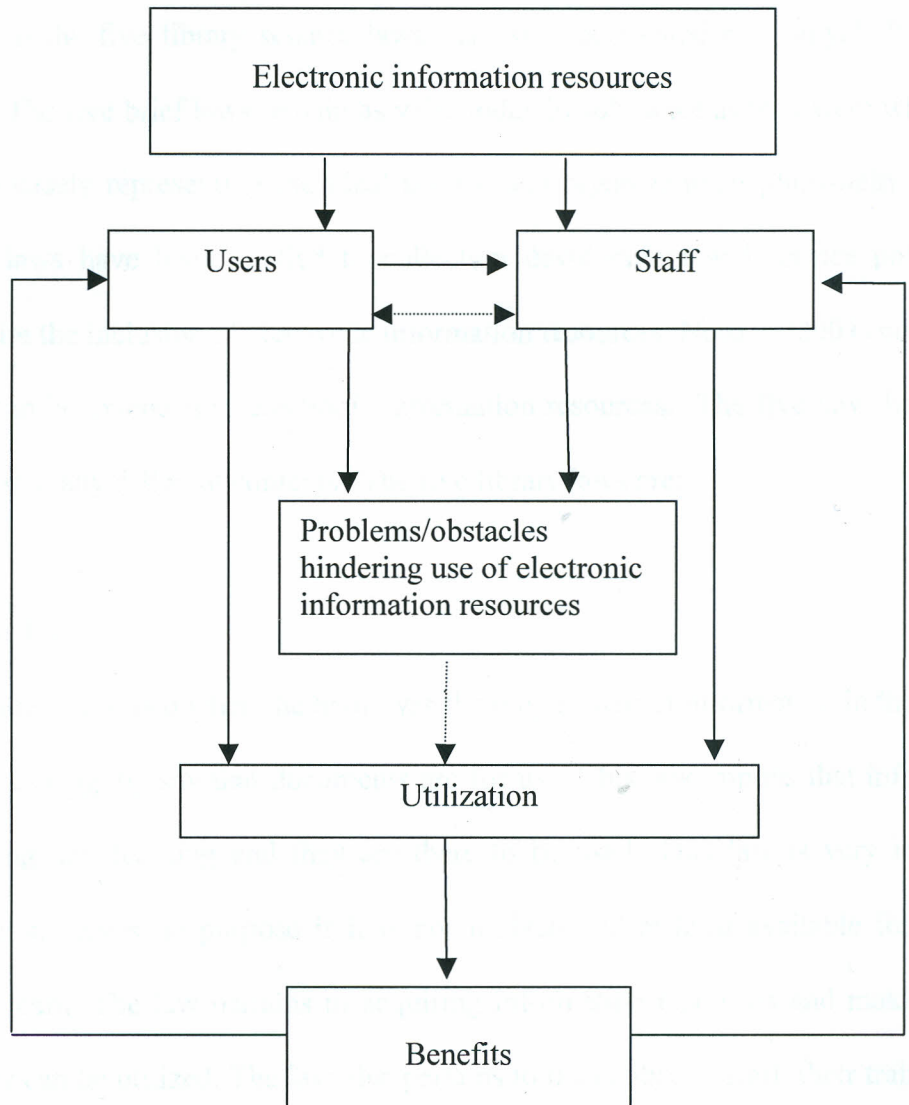 Electronic information resources
Users
Staff
Problems/obstacles
hindering use of electronic
information resources
Utilization
Benefits